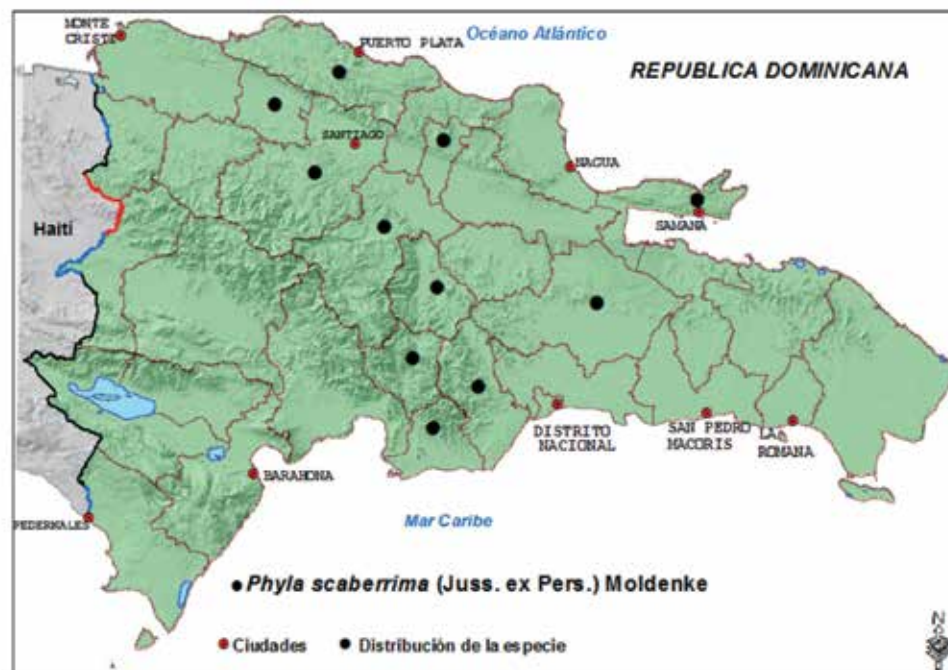 MONTE
CRISTI
PUERTO PLATA
Océano Atlántico
REPUBLICA DOMINICANA
SANTIAGO
NAGUA
SAMANA
Haití
DISTRITO
NACIONAL
SAN PEDRO
MACORIS
LA
ROMANA
BARAHONA
PEDERNALES
Mar Caribe
Phyla scaberrima (Juss. ex Pers.) Moldenke
Ciudades
Distribución de la especie